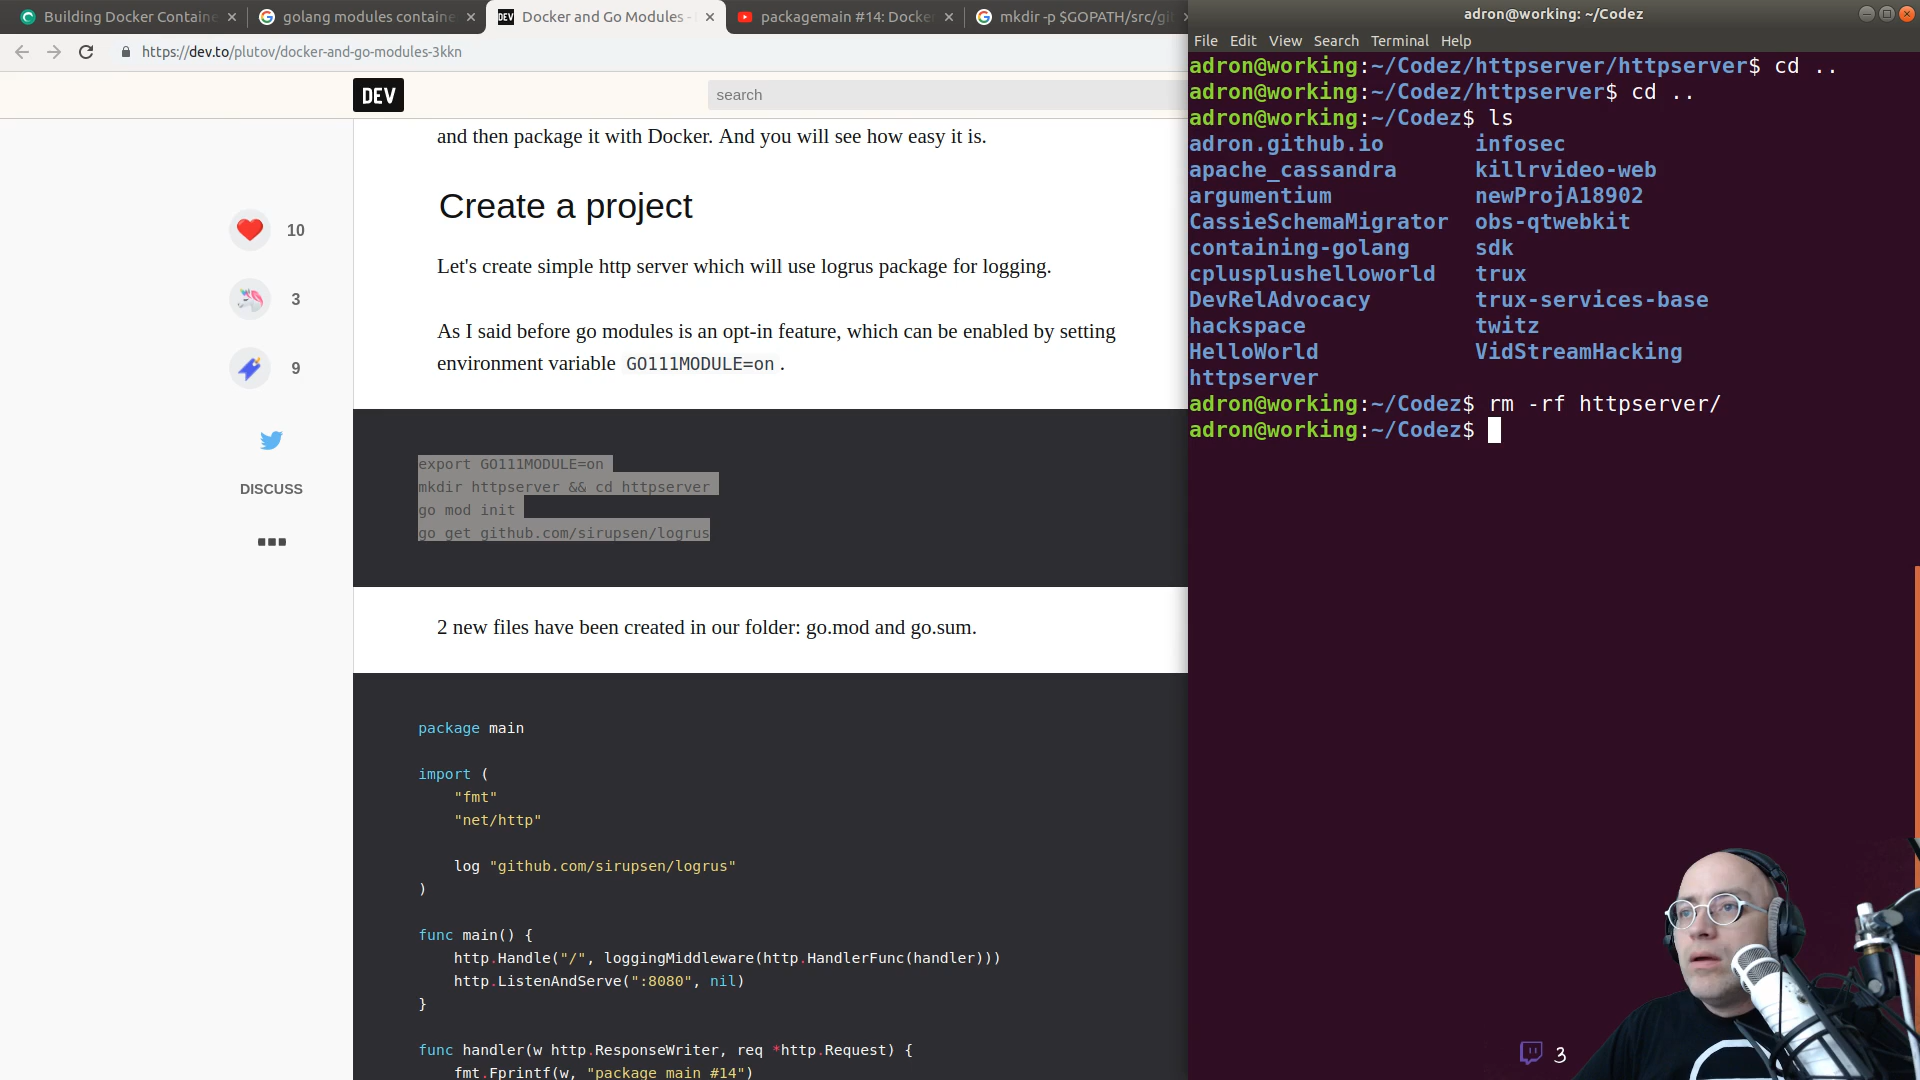 Building Docker Containe
golang modules containe
DEV Docker and Go Modules -
packagemain #14: Docker
mkdir -p $GOPATH/src/git
https://dev.to/plutov/docker-and-go-modules-3kkn
DEV
search
10
3
9
DISCUSS
and then package it with Docker. And you will see how easy it is.
Create a project
Let's create simple http server which will use logrus package for logging.
As I said before go modules is an opt-in feature, which can be enabled by setting
environment variable GO111MODULE=on .
export GO111MODULE=on
mkdir httpserver && cd httpserver
go mod init
go get github.com/sirupsen/logrus
2 new files have been created in our folder: go.mod and go.sum.
package main
import (
"fmt"
"net/http"
log "github.com/sirupsen/logrus"
)
func main() {
http.Handle("/", loggingMiddleware(http.HandlerFunc(handler)))
http.ListenAndServe(":8080", nil)
}
func handler(w http.ResponseWriter, req *http.Request) {
fmt.Fprintf(w, "package main #14")
adron@working: ~/Codez
File Edit View Search Terminal Help
adron@working:~/Codez/httpserver/httpserver$ cd ..
adron@working:~/Codez/httpserver$ cd ..
adron@working:~/Codez$ ls
adron.github.io infosec
apache_cassandra killrvideo-web
argumentium newProjA18902
CassieSchemaMigrator obs-qtwebkit
containing-golang sdk
cplusplushelloworld trux
DevRelAdvocacy trux-services-base
hackspace twitz
HelloWorld VidStreamHacking
httpserver
adron@working:~/Codez$ rm -rf httpserver/
adron@working:~/Codez$
3